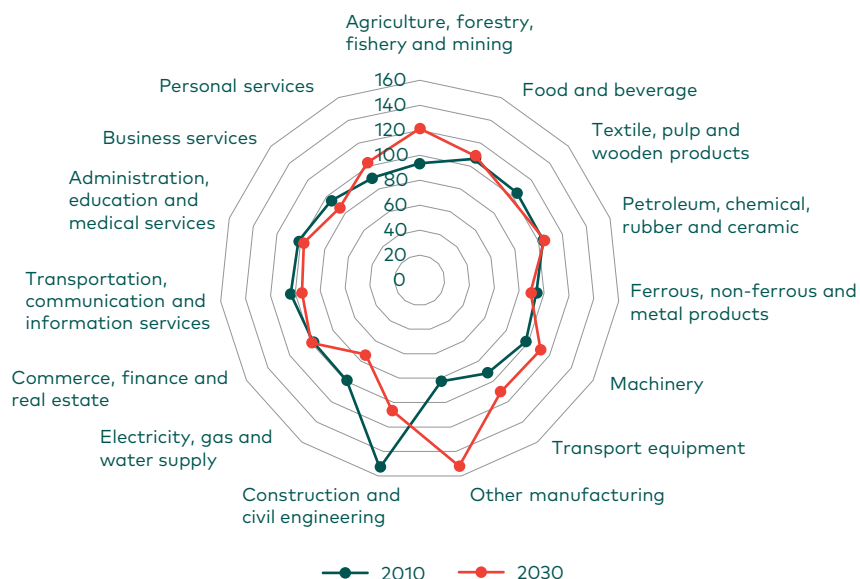 Agriculture, forestry,
fishery and mining
Food and beverage
Textile, pulp and
wooden products
Petroleum, chemical,
rubber and ceramic
Ferrous, non-ferrous and
metal products
Machinery
Transport equipment
Other manufacturing
Construction and
civil engineering
Electricity, gas and
water supply
Commerce, finance and
real estate
Transportation,
communication and
information services
Administration,
education and
medical services
Business services
Personal services
160
140
120
100
80
60
40
20
0
2010
2030